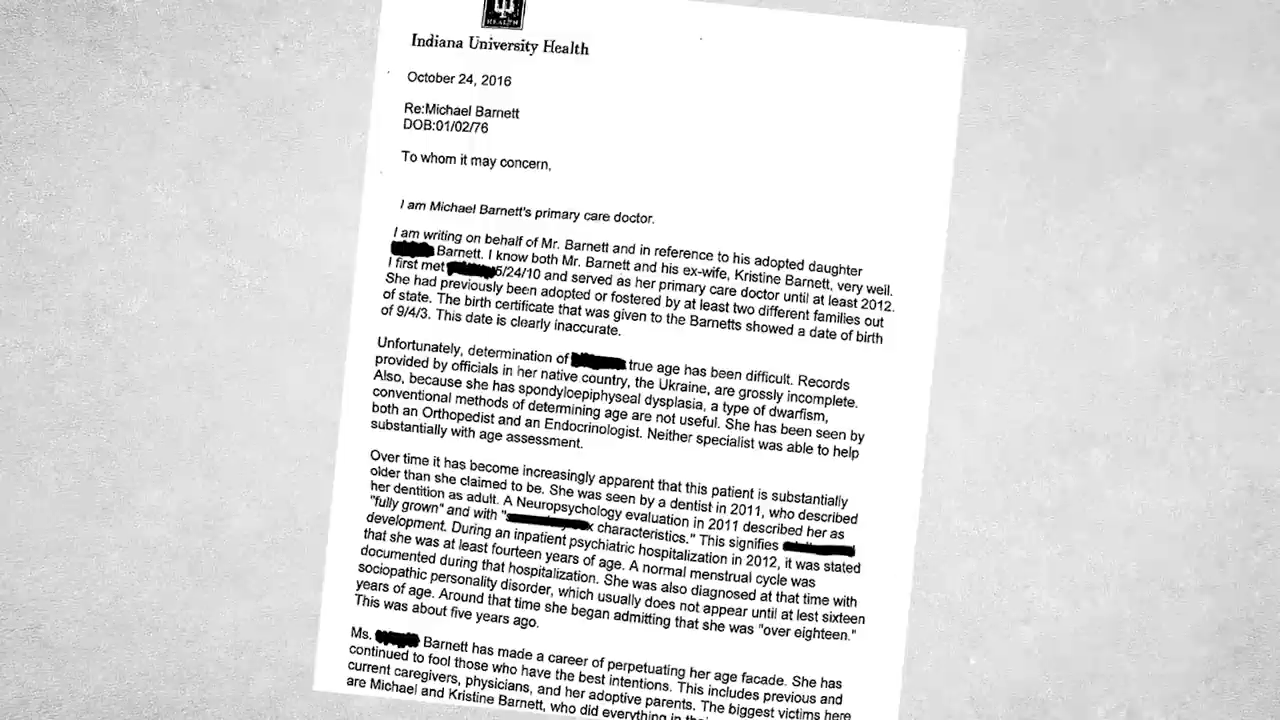 HEALTH
Indiana University Health
October 24, 2016
Re:Michael Barnett
DOB:01/02/76
To whom it may concern,
I am Michael Barnett's primary care doctor.
I am writing on behalf of Mr. Barnett and in reference to his adopted daughter
Barnett. I know both Mr. Barnett and his ex-wife, Kristine Barnett, very well.
I first met 5/24/10 and served as her primary care doctor until at least 2012.
She had previously been adopted or fostered by at least two different families out
of state. The birth certificate that was given to the Barnetts showed a date of birth
of 9/4/3. This date is clearly inaccurate.
Unfortunately, determination of true age has been difficult. Records
provided by officials in her native country, the Ukraine, are grossly incomplete.
Also, because she has spondyloepiphyseal dysplasia, a type of dwarfism,
conventional methods of determining age are not useful. She has been seen by
both an Orthopedist and an Endocrinologist. Neither specialist was able to help
substantially with age assessment.
Over time it has become increasingly apparent that this patient is substantially
older than she claimed to be. She was seen by a dentist in 2011, who described
her dentition as adult. A Neuropsychology evaluation in 2011 described her as
"fully grown" and with " characteristics." This signifies
development. During an inpatient psychiatric hospitalization in 2012, it was stated
that she was at least fourteen years of age. A normal menstrual cycle was
documented during that hospitalization. She was also diagnosed at that time with
sociopathic personality disorder, which usually does not appear until at lest sixteen
years of age. Around that time she began admitting that she was "over eighteen."
This was about five years ago.
Ms. Barnett has made a career of perpetuating her age facade. She has
continued to fool those who have the best intentions. This includes previous and
current caregivers, physicians, and her adoptive parents. The biggest victims here
are Michael and Kristine Barnett, who did everything in